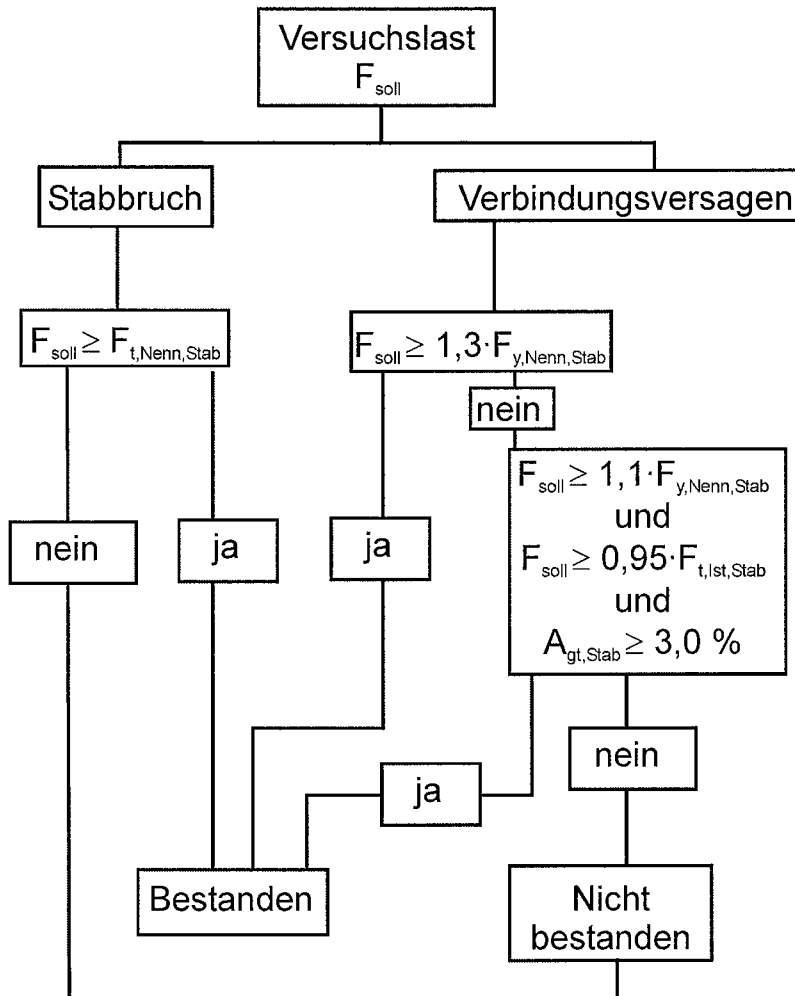 Versuchslast
F_soll
Stabbruch
Verbindungsversagen
F_soll ≥ F_t,Nenn,Stab
F_soll ≥ 1,3·F_y,Nenn,Stab
nein
F_soll ≥ 1,1·F_y,Nenn,Stab
und
F_soll ≥ 0,95·F_t,Ist,Stab
und
A_gt,Stab ≥ 3,0 %
nein
ja
ja
nein
ja
Bestanden
Nicht
bestanden